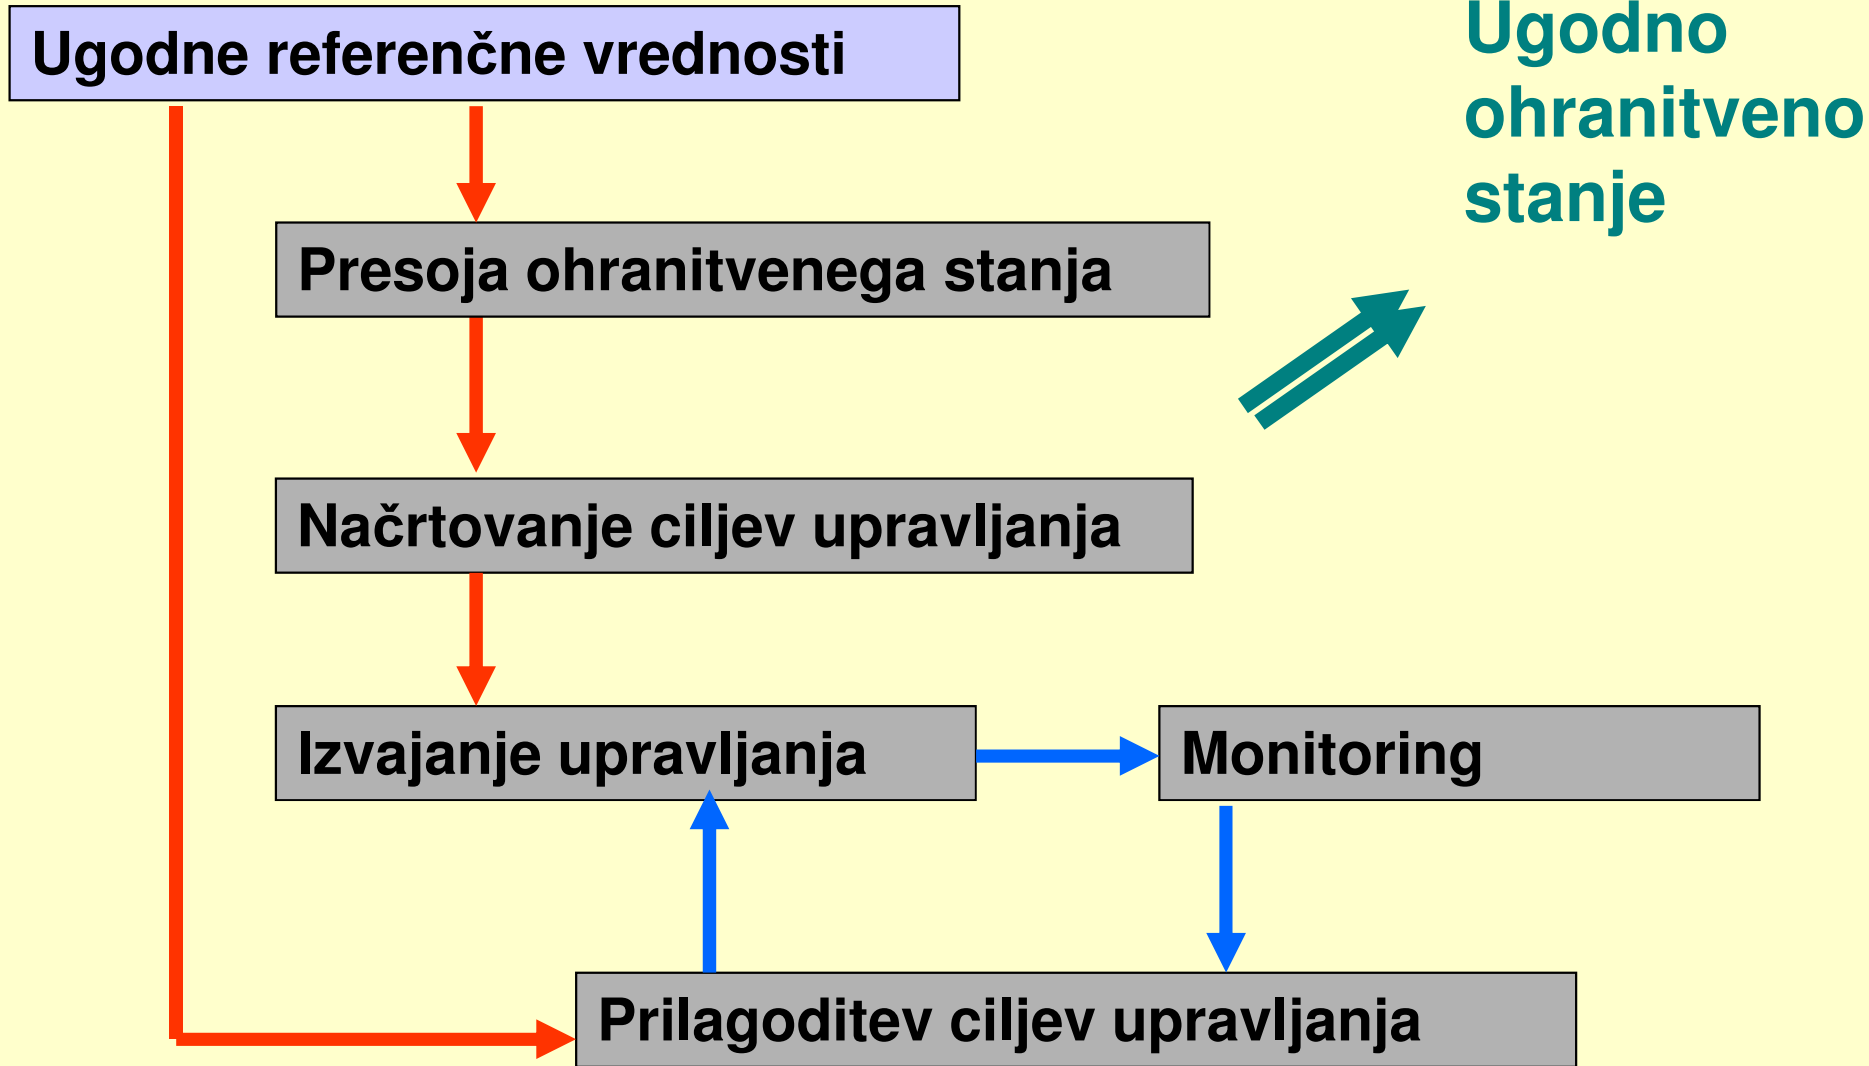 Ugodne referenčne vrednosti
Ugodno
ohranitveno
stanje
Presoja ohranitvenega stanja
Načrtovanje ciljev upravljanja
Izvajanje upravljanja
Monitoring
Prilagoditev ciljev upravljanja